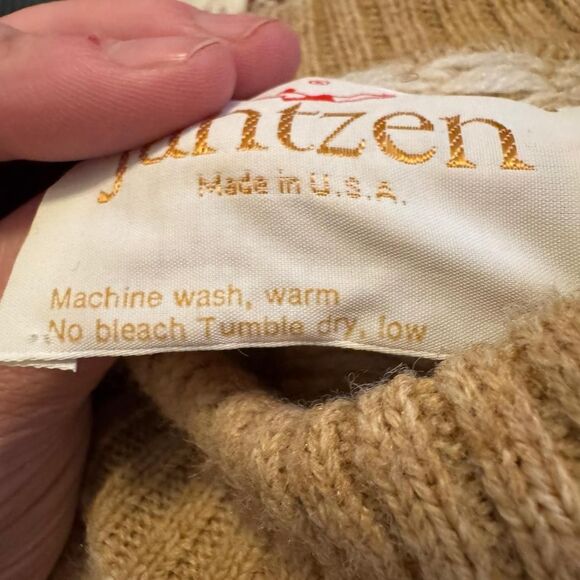 ®
jantzen
Made in U.S.A.
Machine wash, warm
No bleach Tumble dry, low